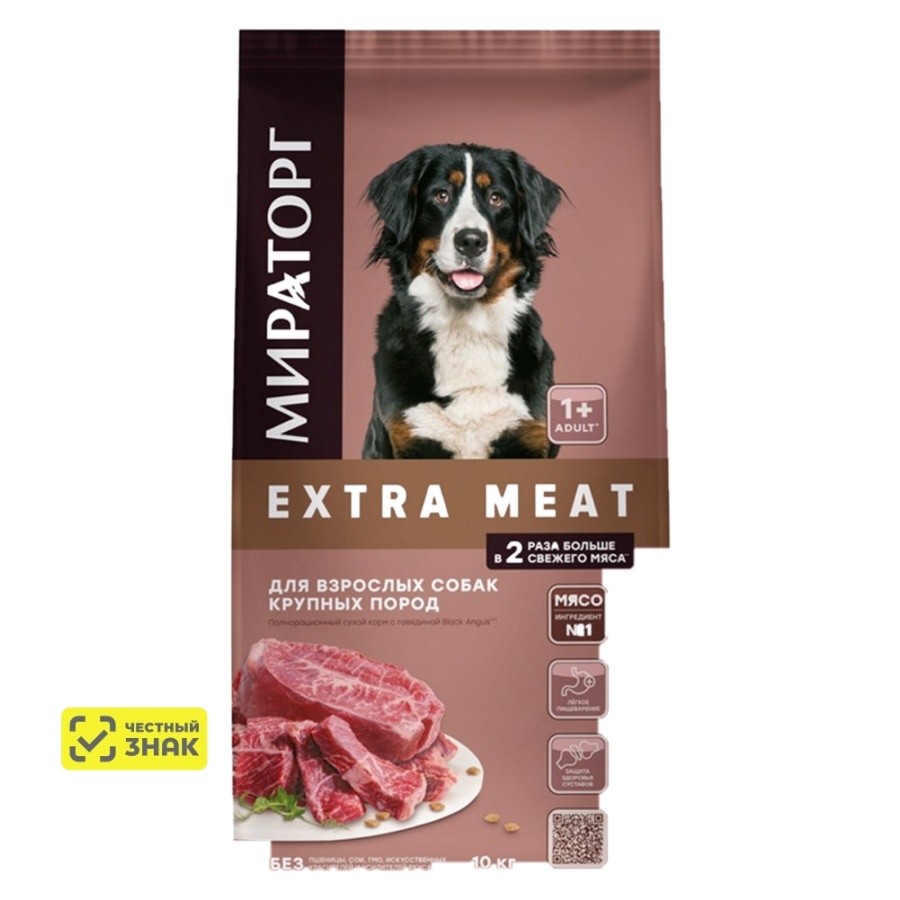 МИРАТОРГ
1+
ADULT*
EXTRA MEAT
В 2 РАЗА БОЛЬШЕ
СВЕЖЕГО МЯСА**
ДЛЯ ВЗРОСЛЫХ СОБАК
КРУПНЫХ ПОРОД
Полнорационный сухой корм с говядиной Black Angus***
МЯСО
ИНГРЕДИЕНТ
№1
ЛЁГКОЕ
ПИЩЕВАРЕНИЕ
ЧЕСТНЫЙ
ЗНАК
ЗАЩИТА
ЗДОРОВЬЯ
СУСТАВОВ
БЕЗ ПШЕНИЦЫ, СОИ, ГМО, ИСКУССТВЕННЫХ
10 кг